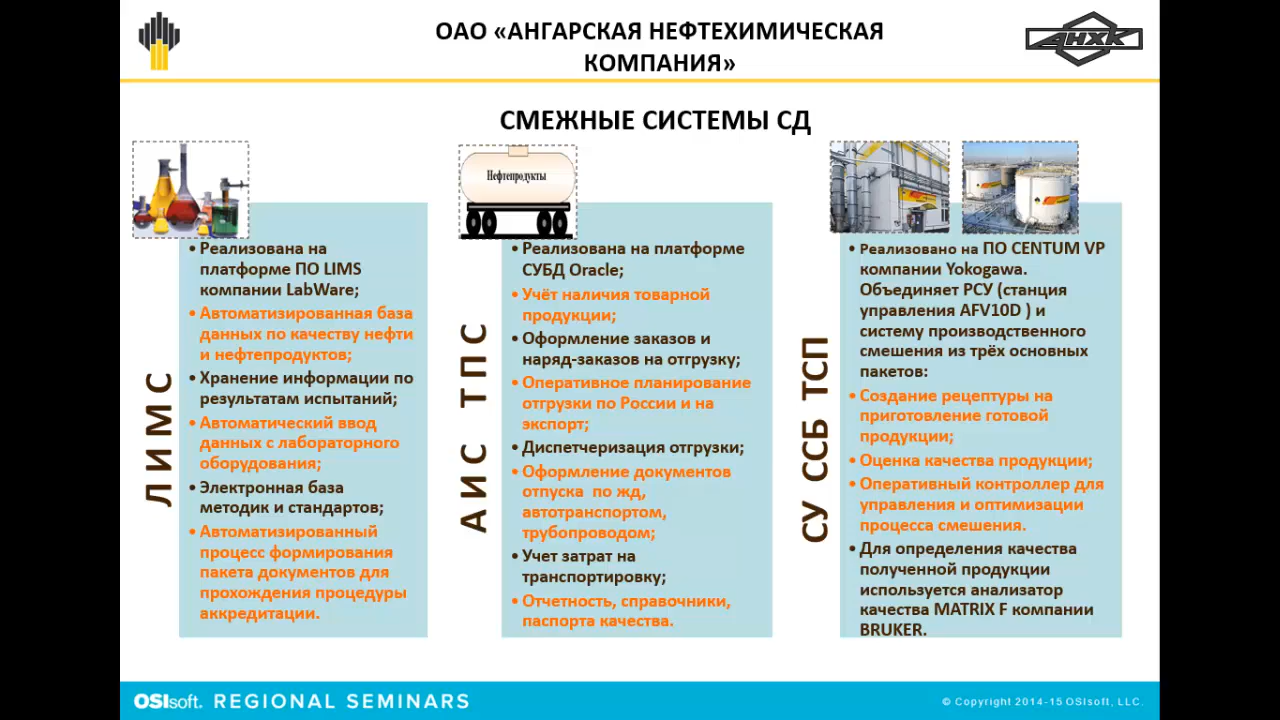 ОАО «АНГАРСКАЯ НЕФТЕХИМИЧЕСКАЯ
КОМПАНИЯ»
АНХК
СМЕЖНЫЕ СИСТЕМЫ СД
ЛИМС
• Реализована на
платформе ПО LIMS
компании LabWare;
• Автоматизированная база
данных по качеству нефти
и нефтепродуктов;
• Хранение информации по
результатам испытаний;
• Автоматический ввод
данных с лабораторного
оборудования;
• Электронная база
методик и стандартов;
• Автоматизированный
процесс формирования
пакета документов для
прохождения процедуры
аккредитации.
Нефтепродукты
АИС ТПС
• Реализована на платформе
СУБД Oracle;
• Учёт наличия товарной
продукции;
• Оформление заказов и
наряд-заказов на отгрузку;
• Оперативное планирование
отгрузки по России и на
экспорт;
• Диспетчеризация отгрузки;
• Оформление документов
отпуска по жд,
автотранспортом,
трубопроводом;
• Учет затрат на
транспортировку;
• Отчетность, справочники,
паспорта качества.
СУ ССБ ТСП
• Реализовано на ПО CENTUM VP
компании Yokogawa.
Объединяет РСУ (станция
управления AFV10D ) и
систему производственного
смешения из трёх основных
пакетов:
• Создание рецептуры на
приготовление готовой
продукции;
• Оценка качества продукции;
• Оперативный контроллер для
управления и оптимизации
процесса смешения.
• Для определения качества
полученной продукции
используется анализатор
качества MATRIX F компании
BRUKER.
OSIsoft. REGIONAL SEMINARS
© Copyright 2014-15 OSIsoft, LLC.